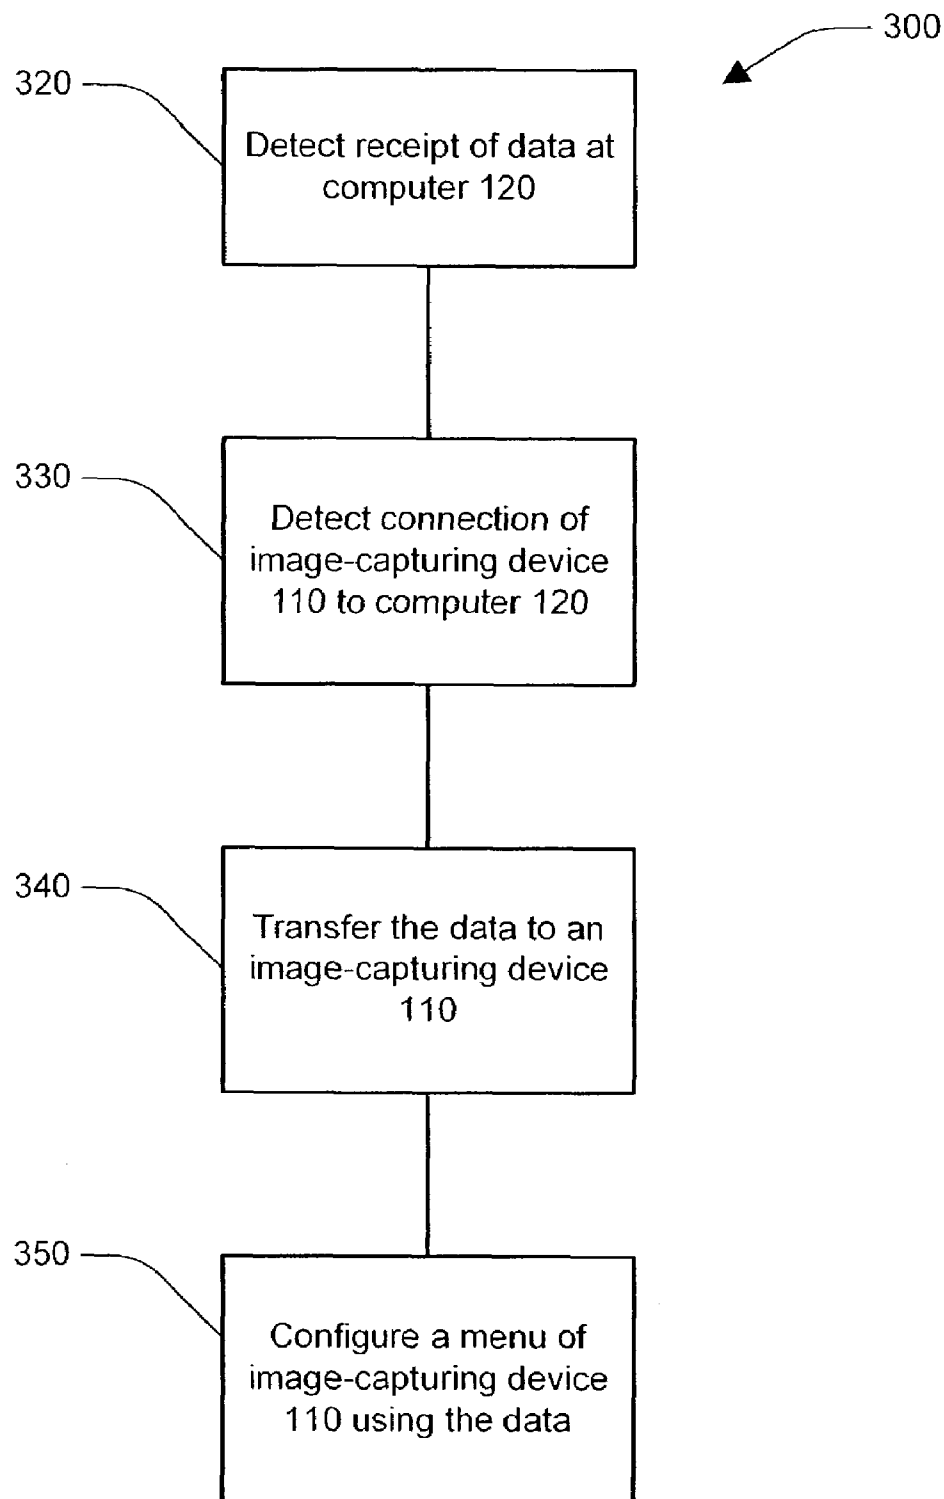 300
320
Detect receipt of data at
computer 120
330
Detect connection of
image-capturing device
110 to computer 120
340
Transfer the data to an
image-capturing device
110
350
Configure a menu of
image-capturing device
110 using the data